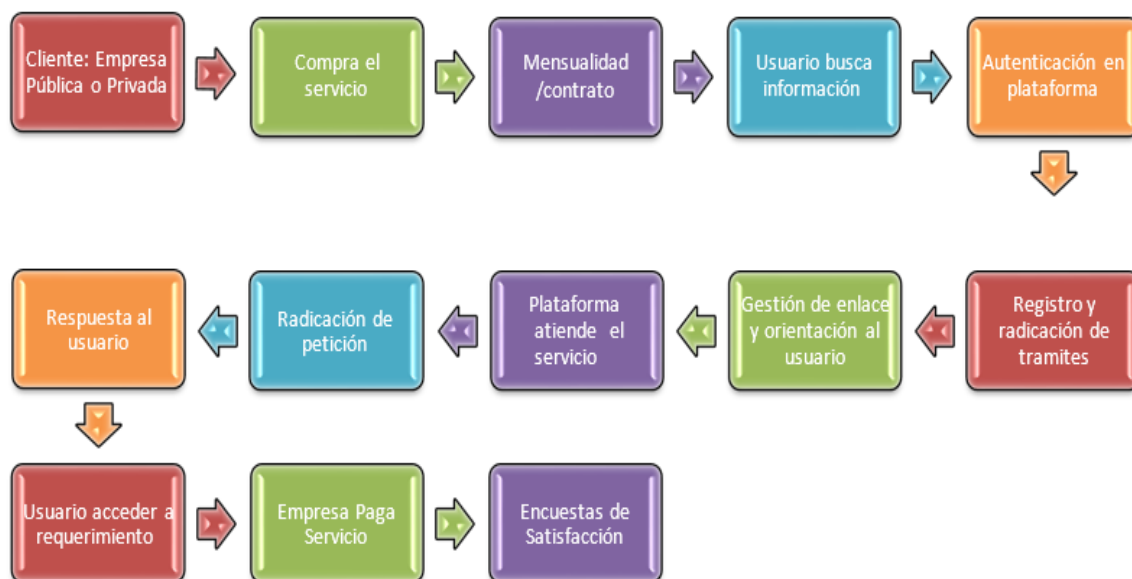 Cliente: Empresa
Pública o Privada
Compra el
servicio
Mensualidad
/contrato
Usuario busca
información
Autenticación en
plataforma
Registro y
radicación de
tramites
Gestión de enlace
y orientación al
usuario
Plataforma
atiende el
servicio
Radicación de
petición
Respuesta al
usuario
Usuario acceder a
requerimiento
Empresa Paga
Servicio
Encuestas de
Satisfacción